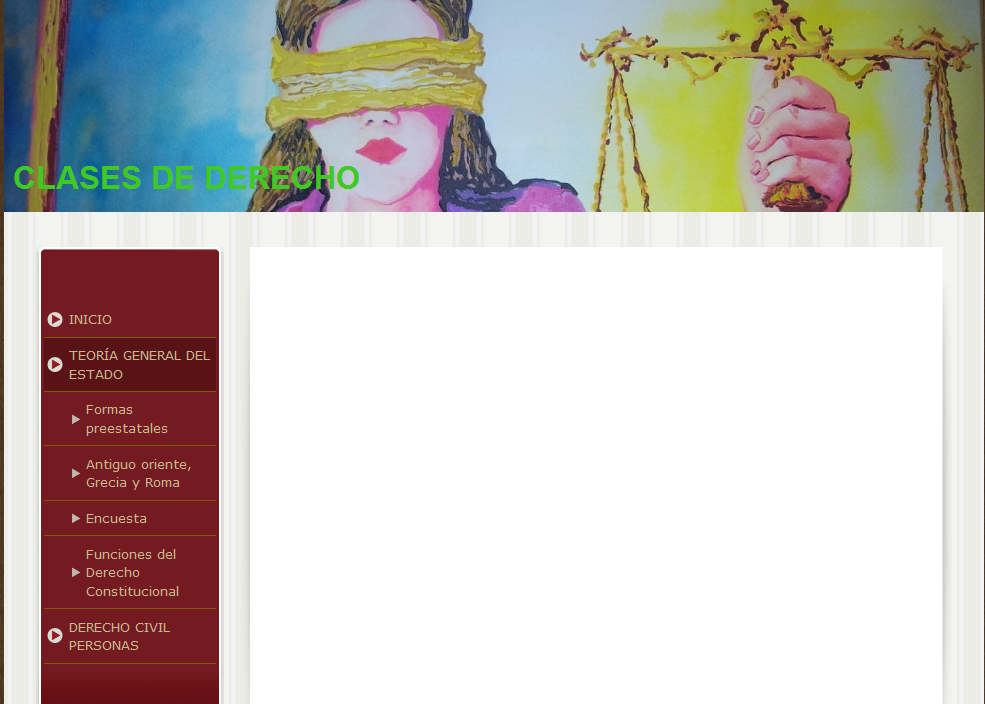 CLASES DE DERECHO
INICIO
TEORÍA GENERAL DEL
ESTADO
Formas
preestatales
Antiguo oriente,
Grecia y Roma
Encuesta
Funciones del
Derecho
Constitucional
DERECHO CIVIL
PERSONAS